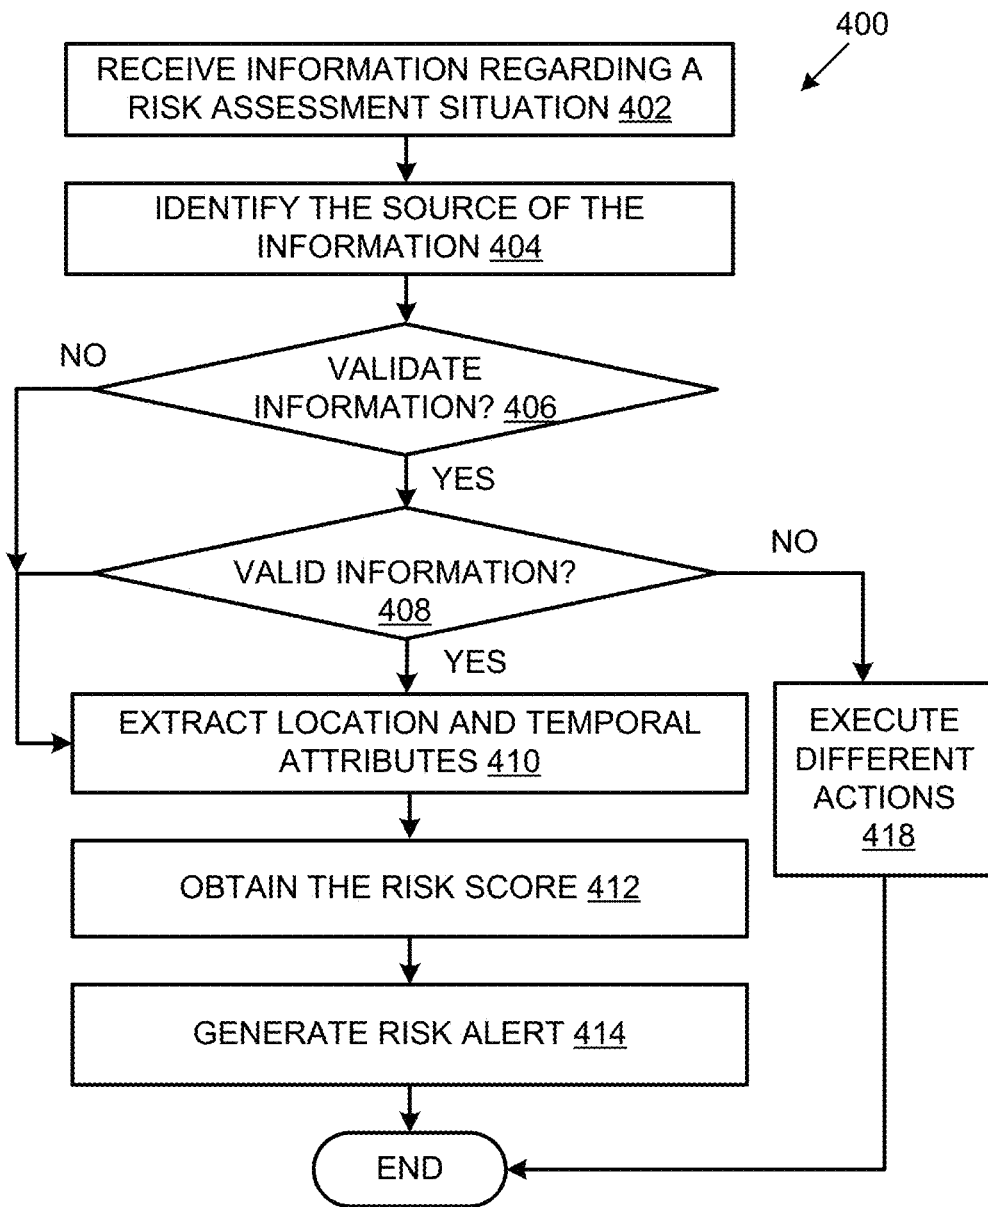 400
RECEIVE INFORMATION REGARDING A
RISK ASSESSMENT SITUATION 402
IDENTIFY THE SOURCE OF THE
INFORMATION 404
NO
VALIDATE
INFORMATION? 406
YES
NO
VALID INFORMATION?
408
YES
EXTRACT LOCATION AND TEMPORAL
ATTRIBUTES 410
EXECUTE
DIFFERENT
ACTIONS
418
OBTAIN THE RISK SCORE 412
GENERATE RISK ALERT 414
END